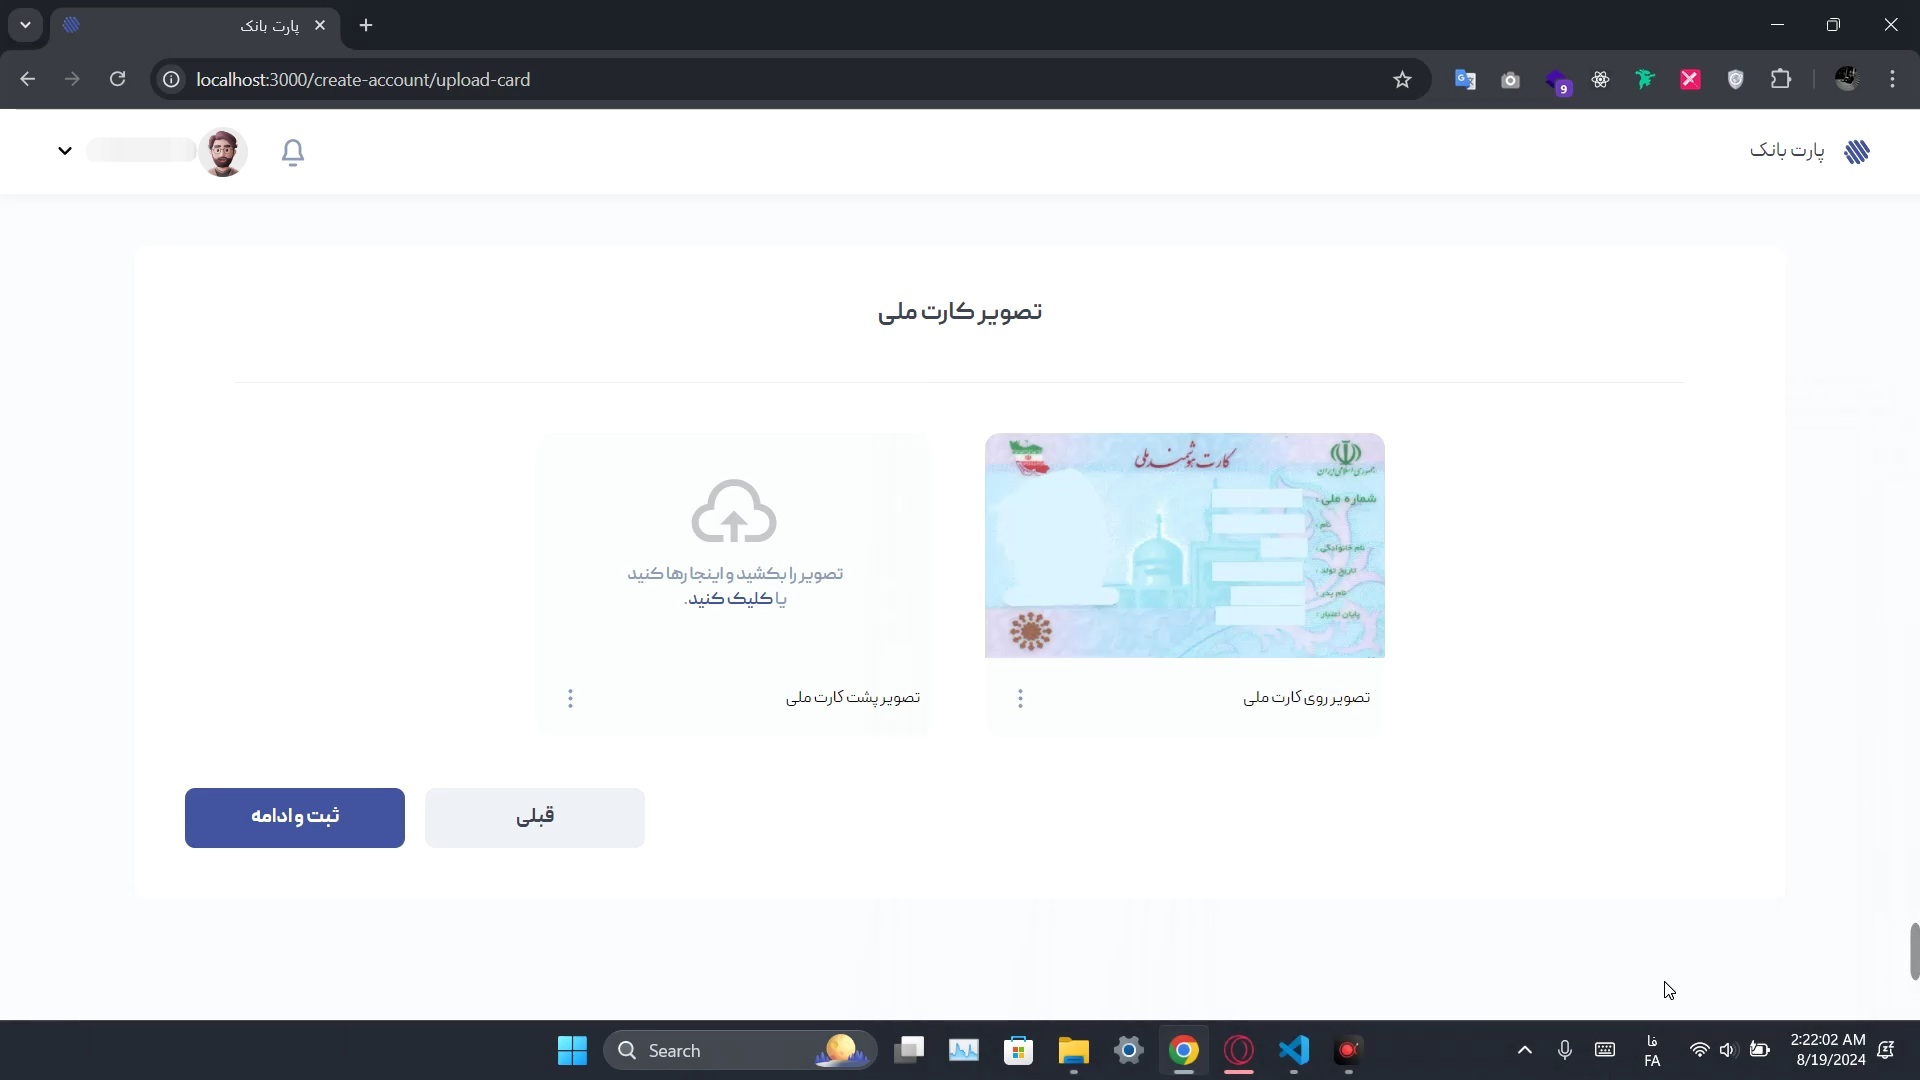 پارت بانک
localhost:3000/create-account/upload-card
9
پارت بانک
تصویر کارت ملی
کارت هوشمند ملی
جمهوری اسلامی ایران
شماره ملی :
نام :
نام خانوادگی :
تاریخ تولد :
نام پدر :
پایان اعتبار :
تصویر روی کارت ملی
تصویر را بکشید و اینجا رها کنید
یا کلیک کنید.
تصویر پشت کارت ملی
قبلی
ثبت و ادامه
Search
فا
FA
2:22:02 AM
8/19/2024